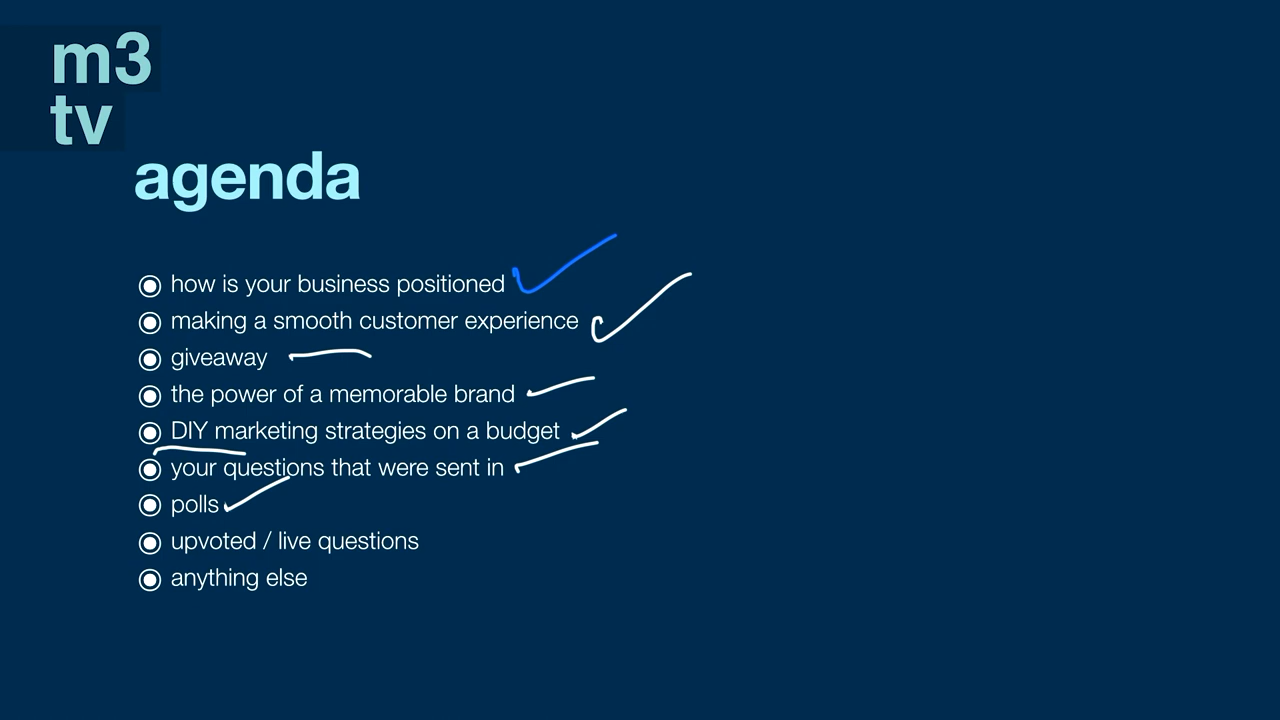 m3
tv
agenda
how is your business positioned
making a smooth customer experience
giveaway
the power of a memorable brand
DIY marketing strategies on a budget
your questions that were sent in
polls
upvoted / live questions
anything else